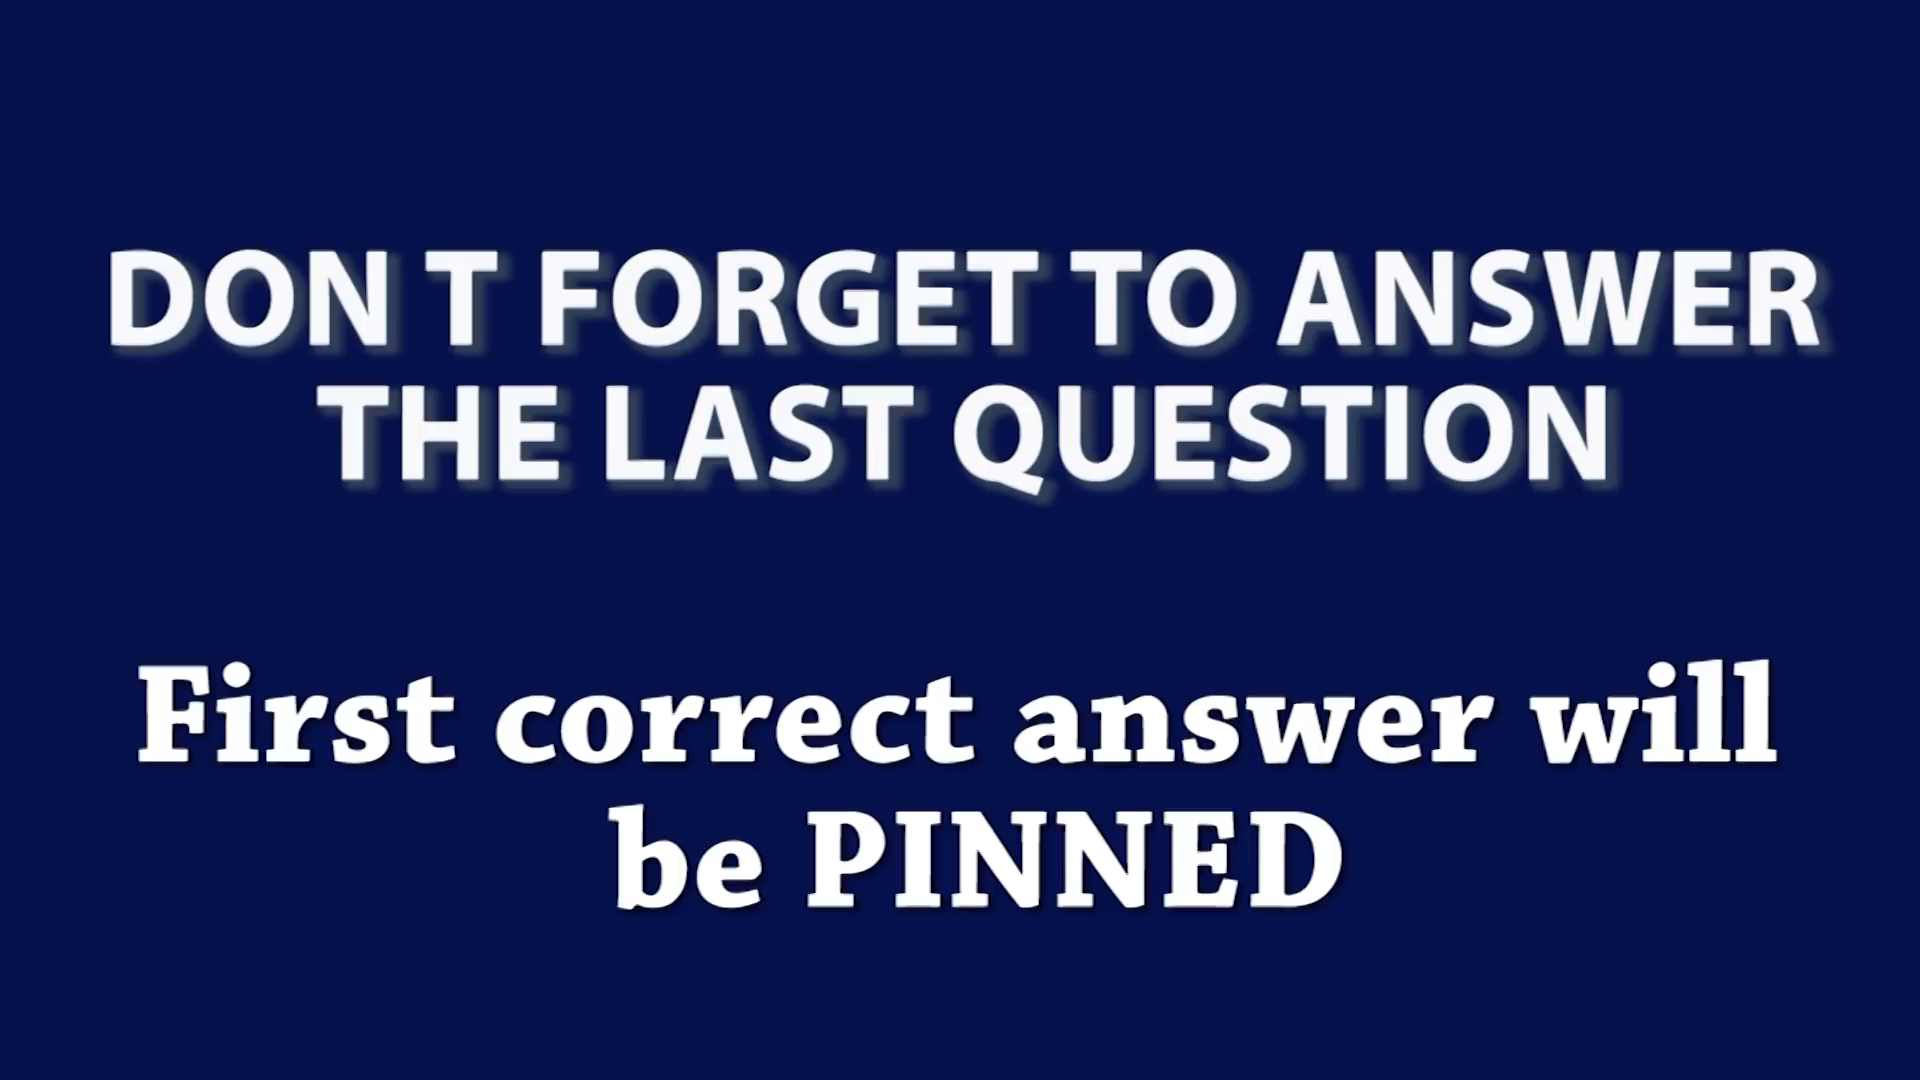 DON T FORGET TO ANSWER
THE LAST QUESTION
First correct answer will
be PINNED